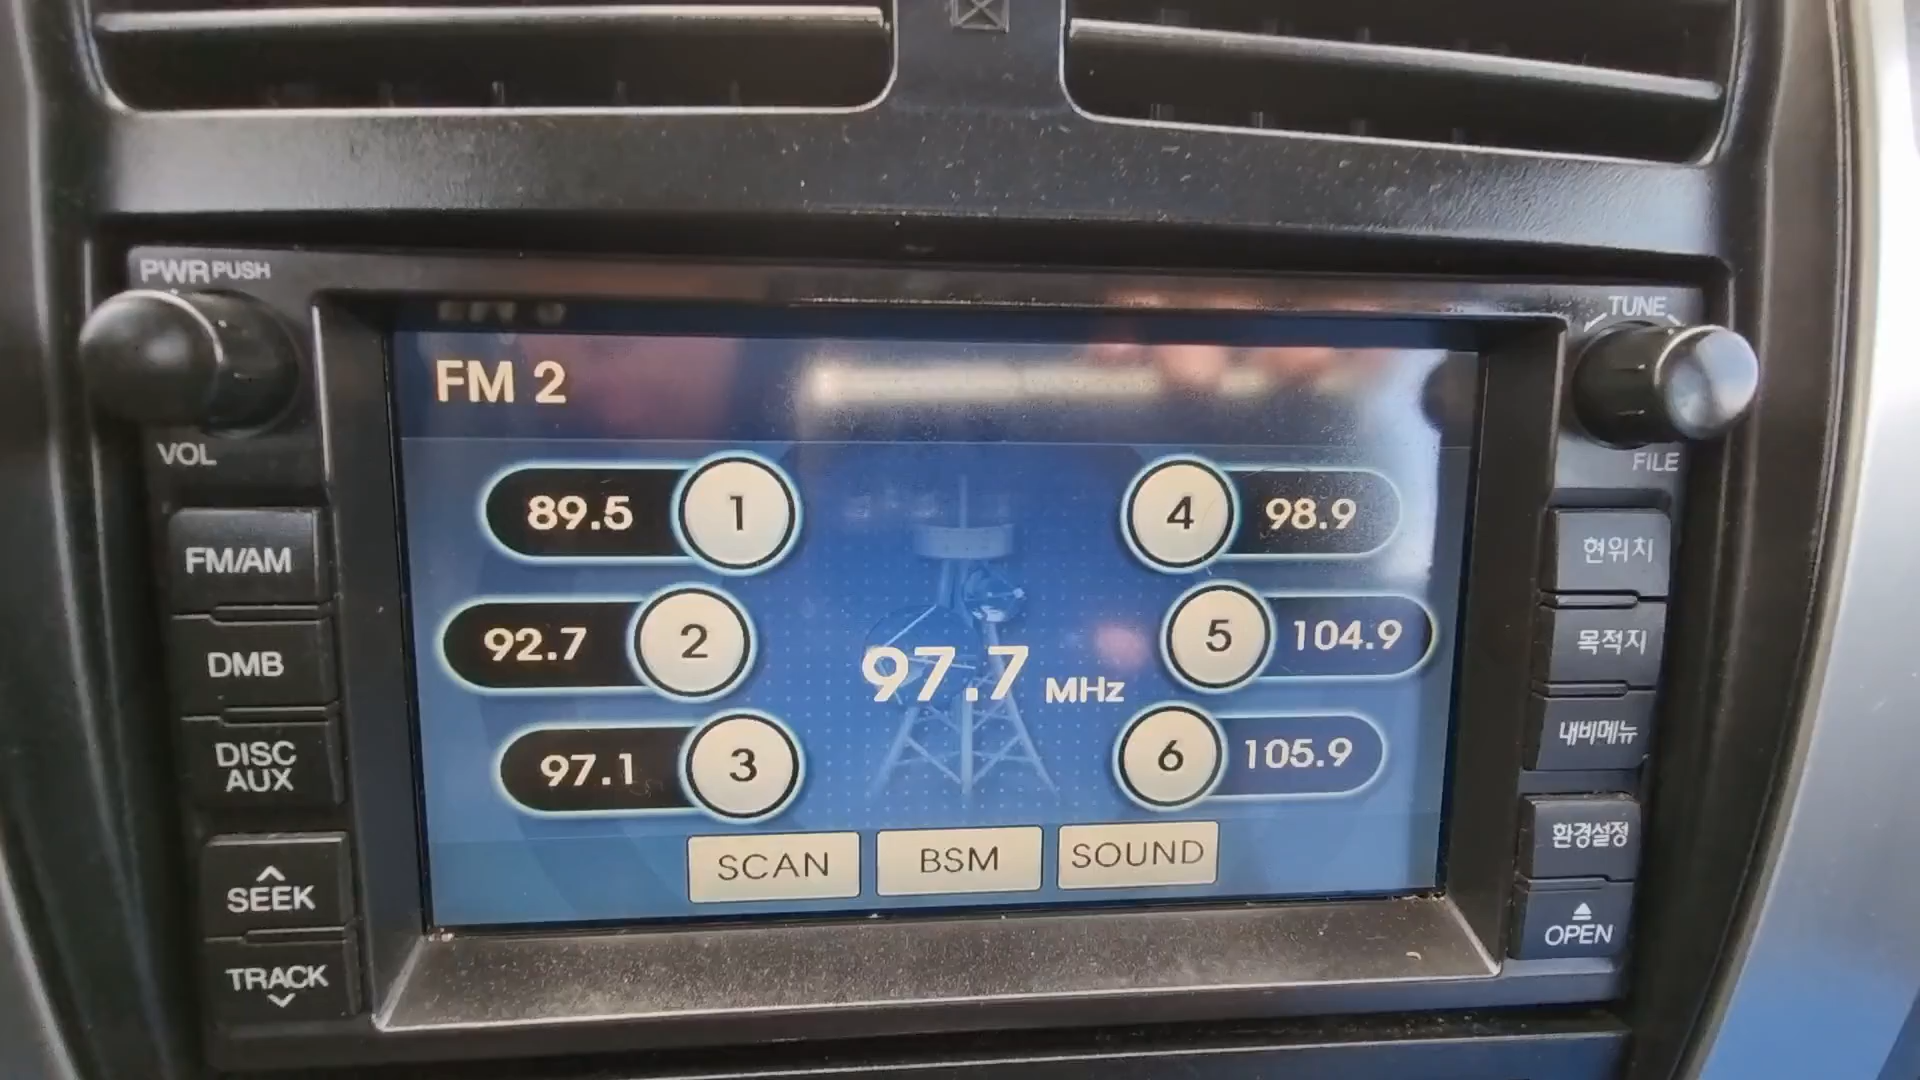 PWR PUSH
VOL
FM/AM
DMB
DISC
AUX
SEEK
TRACK
FM 2
89.5 1
92.7 2
97.1 3
97.7 MHz
4 98.9
5 104.9
6 105.9
SCAN BSM SOUND
TUNE
FILE
현위치
목적지
내비메뉴
환경설정
OPEN